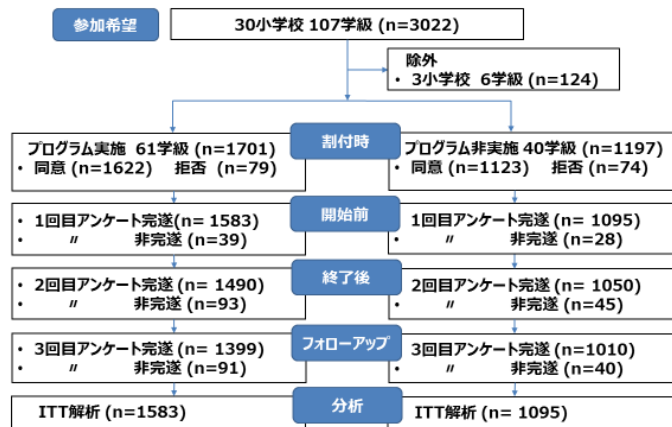 参加希望
30小学校 107学級 (n=3022)
除外
・ 3小学校 6学級 (n=124)
割付時
プログラム実施 61学級 (n=1701)
・ 同意 (n=1622) 拒否 (n=79)
プログラム非実施 40学級 (n=1197)
・ 同意 (n=1123) 拒否 (n=74)
開始前
・ 1回目アンケート完遂(n= 1583)
・ 〃 非完遂 (n=39)
・ 1回目アンケート完遂 (n= 1095)
・ 〃 非完遂 (n=28)
終了後
・ 2回目アンケート完遂 (n= 1490)
・ 〃 非完遂 (n=93)
・ 2回目アンケート完遂 (n= 1050)
・ 〃 非完遂 (n=45)
フォローアップ
・ 3回目アンケート完遂 (n= 1399)
・ 〃 非完遂 (n=91)
・ 3回目アンケート完遂 (n=1010)
・ 〃 非完遂 (n=40)
分析
ITT解析 (n=1583)
ITT解析 (n= 1095)